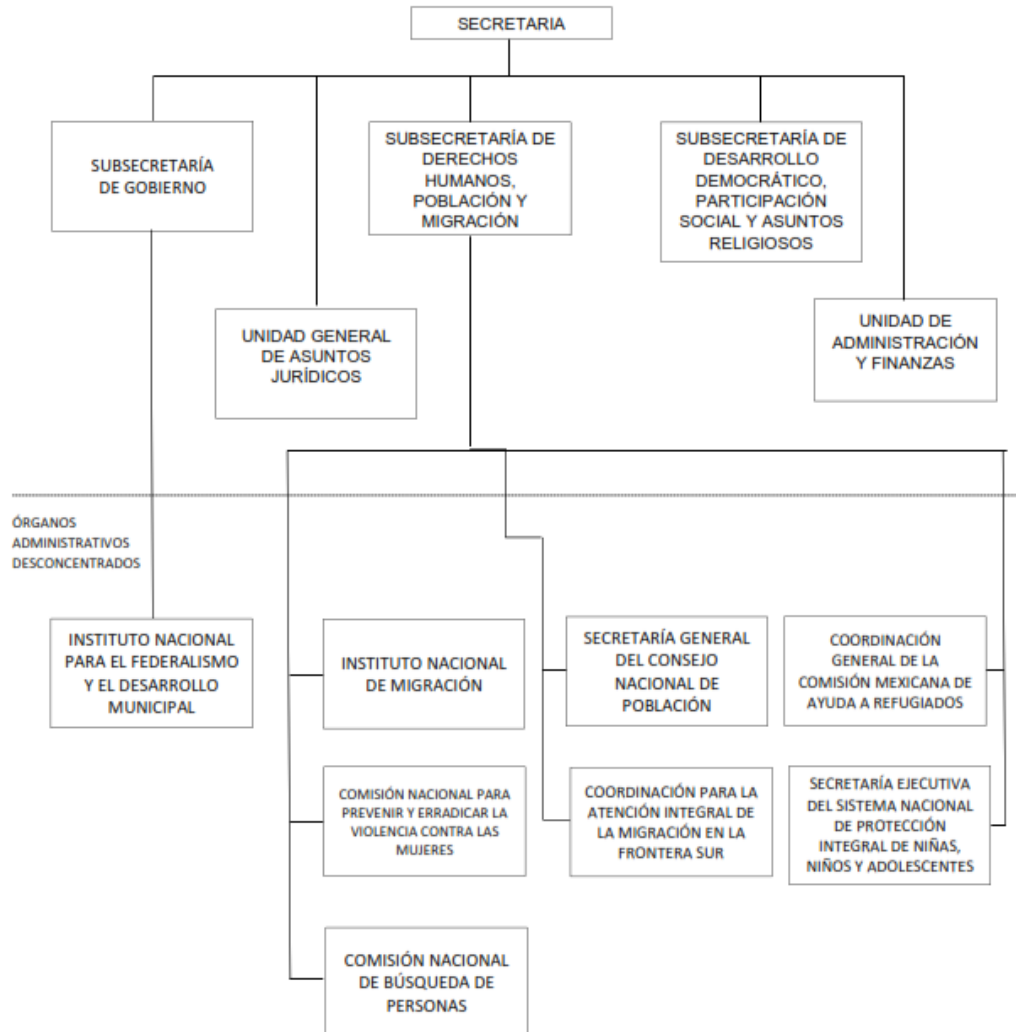 SECRETARIA
SUBSECRETARÍA
DE GOBIERNO
SUBSECRETARÍA DE
DERECHOS
HUMANOS,
POBLACIÓN Y
MIGRACIÓN
SUBSECRETARÍA DE
DESARROLLO
DEMOCRÁTICO,
PARTICIPACIÓN
SOCIAL Y ASUNTOS
RELIGIOSOS
UNIDAD GENERAL
DE ASUNTOS
JURÍDICOS
UNIDAD DE
ADMINISTRACIÓN
Y FINANZAS
ÓRGANOS
ADMINISTRATIVOS
DESCONCENTRADOS
INSTITUTO NACIONAL
PARA EL FEDERALISMO
Y EL DESARROLLO
MUNICIPAL
INSTITUTO NACIONAL
DE MIGRACIÓN
SECRETARÍA GENERAL
DEL CONSEJO
NACIONAL DE
POBLACIÓN
COORDINACIÓN
GENERAL DE LA
COMISIÓN MEXICANA DE
AYUDA A REFUGIADOS
COMISIÓN NACIONAL PARA
PREVENIR Y ERRADICAR LA
VIOLENCIA CONTRA LAS
MUJERES
COORDINACIÓN PARA LA
ATENCIÓN INTEGRAL DE
LA MIGRACIÓN EN LA
FRONTERA SUR
SECRETARÍA EJECUTIVA
DEL SISTEMA NACIONAL
DE PROTECCIÓN
INTEGRAL DE NIÑAS,
NIÑOS Y ADOLESCENTES
COMISIÓN NACIONAL
DE BÚSQUEDA DE
PERSONAS